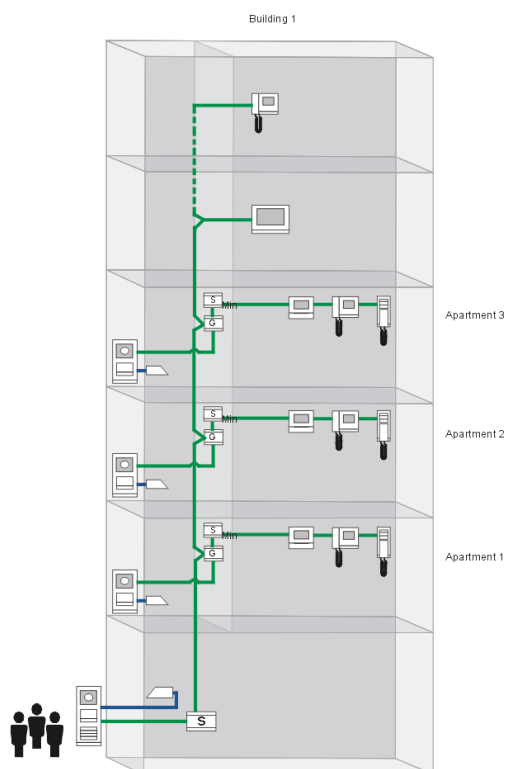 Building 1
S
Min
G
Apartment 3
S
Min
G
Apartment 2
S
Min
G
Apartment 1
S